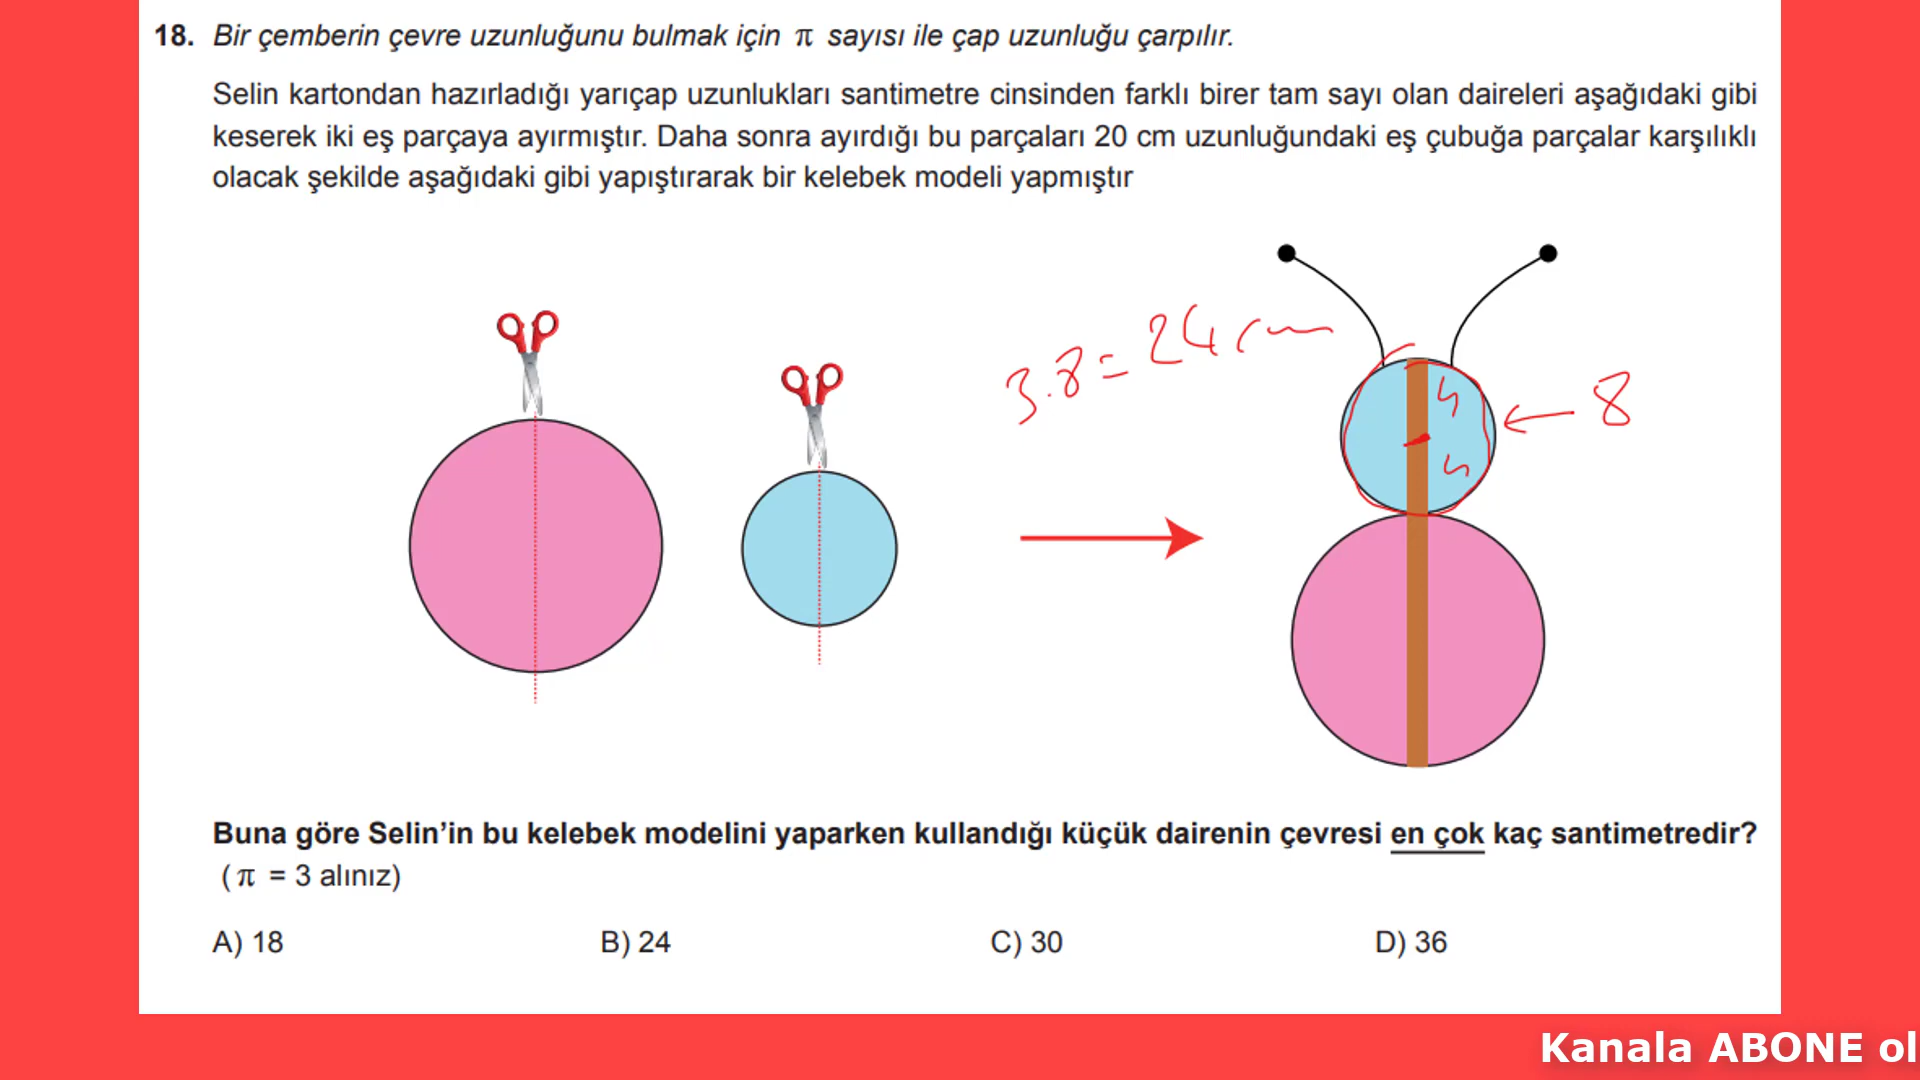 18. Bir çemberin çevre uzunluğunu bulmak için π sayısı ile çap uzunluğu çarpılır.
Selin kartondan hazırladığı yarıçap uzunlukları santimetre cinsinden farklı birer tam sayı olan daireleri aşağıdaki gibi
keserek iki eş parçaya ayırmıştır. Daha sonra ayırdığı bu parçaları 20 cm uzunluğundaki eş çubuğa parçalar karşılıklı
olacak şekilde aşağıdaki gibi yapıştırarak bir kelebek modeli yapmıştır
3.8 = 24 cm
4
8
4
Buna göre Selin’in bu kelebek modelini yaparken kullandığı küçük dairenin çevresi en çok kaç santimetredir?
(π = 3 alınız)
A) 18 B) 24 C) 30 D) 36
Kanala ABONE ol